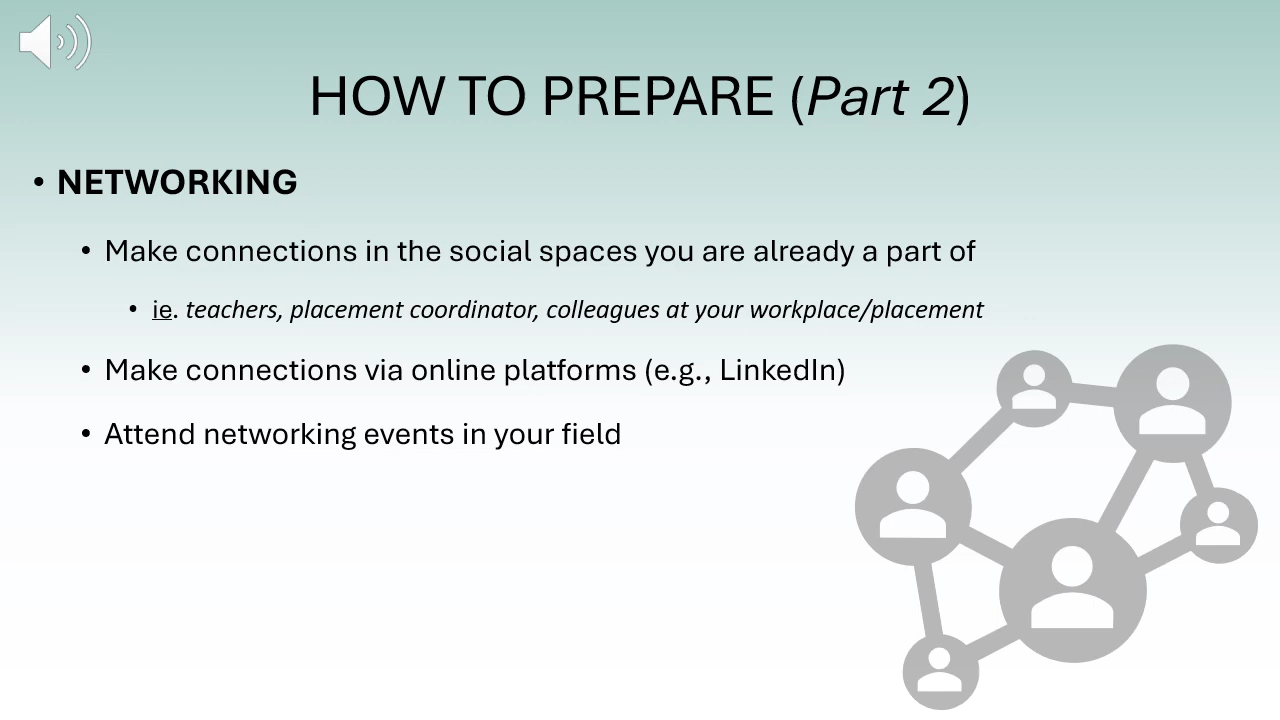 HOW TO PREPARE (Part 2)
• NETWORKING
• Make connections in the social spaces you are already a part of
• ie. teachers, placement coordinator, colleagues at your workplace/placement
• Make connections via online platforms (e.g., LinkedIn)
• Attend networking events in your field